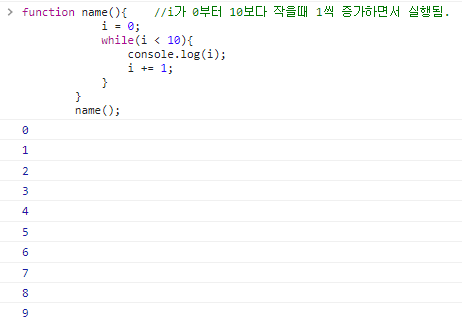 > function name(){    //i가 0부터 10보다 작을때 1씩 증가하면서 실행됨.
i = 0;
while(i < 10){
console.log(i);
i += 1;
}
}
name();
0
1
2
3
4
5
6
7
8
9